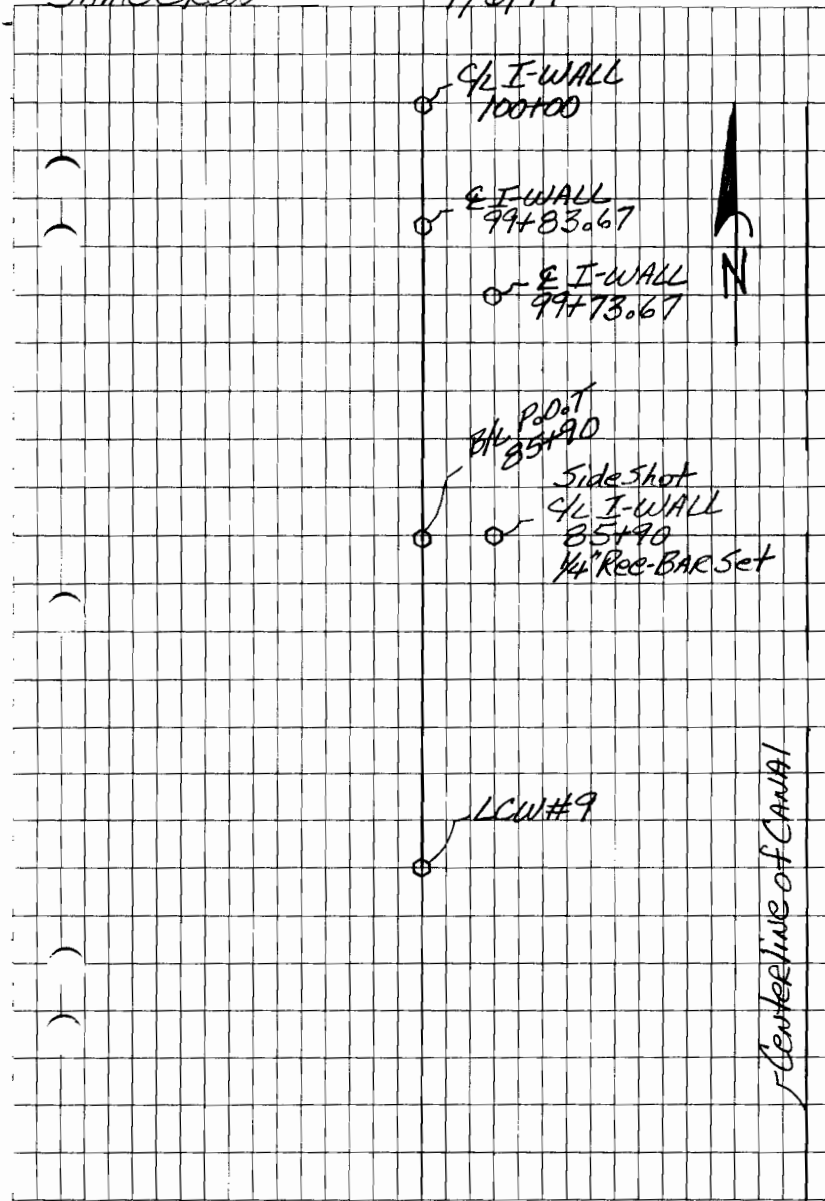 C/L I-WALL
100+00
℄ I-WALL
99+83.67
℄ I-WALL
99+73.67
N
B/L P.O.T
85+90
Side Shot
C/L I-WALL
85+90
1/4" Ree-BAR Set
LCW#9
Centerline of CANAl